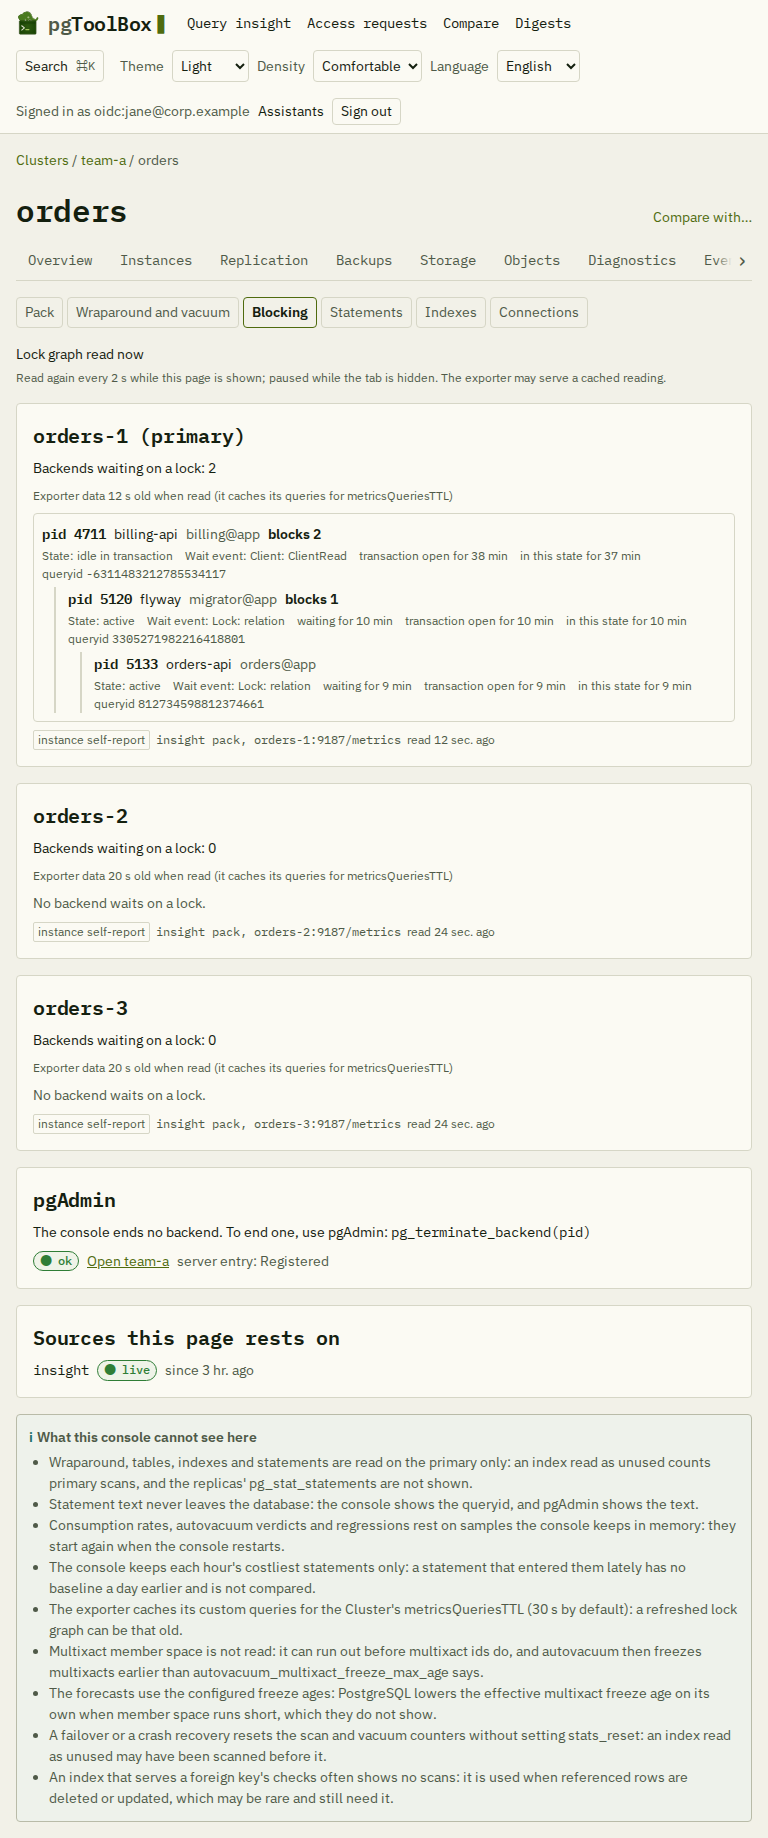 pgToolBox Query insight Access requests Compare Digests
Search ⌘K Theme Light Density Comfortable Language English
Signed in as oidc:jane@corp.example Assistants Sign out
Clusters / team-a / orders
orders
Compare with…
Overview Instances Replication Backups Storage Objects Diagnostics Eve ›
Pack Wraparound and vacuum Blocking Statements Indexes Connections
Lock graph read now
Read again every 2 s while this page is shown; paused while the tab is hidden. The exporter may serve a cached reading.
orders-1 (primary)
Backends waiting on a lock: 2
Exporter data 12 s old when read (it caches its queries for metricsQueriesTTL)
pid 4711 billing-api billing@app blocks 2
State: idle in transaction Wait event: Client: ClientRead transaction open for 38 min in this state for 37 min
queryid -6311483212785534117
pid 5120 flyway migrator@app blocks 1
State: active Wait event: Lock: relation waiting for 10 min transaction open for 10 min in this state for 10 min
queryid 3305271982216418801
pid 5133 orders-api orders@app
State: active Wait event: Lock: relation waiting for 9 min transaction open for 9 min in this state for 9 min
queryid 812734598812374661
instance self-report insight pack, orders-1:9187/metrics read 12 sec. ago
orders-2
Backends waiting on a lock: 0
Exporter data 20 s old when read (it caches its queries for metricsQueriesTTL)
No backend waits on a lock.
instance self-report insight pack, orders-2:9187/metrics read 24 sec. ago
orders-3
Backends waiting on a lock: 0
Exporter data 20 s old when read (it caches its queries for metricsQueriesTTL)
No backend waits on a lock.
instance self-report insight pack, orders-3:9187/metrics read 24 sec. ago
pgAdmin
The console ends no backend. To end one, use pgAdmin: pg_terminate_backend(pid)
ok Open team-a server entry: Registered
Sources this page rests on
insight live since 3 hr. ago
i What this console cannot see here
• Wraparound, tables, indexes and statements are read on the primary only: an index read as unused counts
primary scans, and the replicas' pg_stat_statements are not shown.
• Statement text never leaves the database: the console shows the queryid, and pgAdmin shows the text.
• Consumption rates, autovacuum verdicts and regressions rest on samples the console keeps in memory: they
start again when the console restarts.
• The console keeps each hour's costliest statements only: a statement that entered them lately has no
baseline a day earlier and is not compared.
• The exporter caches its custom queries for the Cluster's metricsQueriesTTL (30 s by default): a refreshed lock
graph can be that old.
• Multixact member space is not read: it can run out before multixact ids do, and autovacuum then freezes
multixacts earlier than autovacuum_multixact_freeze_max_age says.
• The forecasts use the configured freeze ages: PostgreSQL lowers the effective multixact freeze age on its
own when member space runs short, which they do not show.
• A failover or a crash recovery resets the scan and vacuum counters without setting stats_reset: an index read
as unused may have been scanned before it.
• An index that serves a foreign key's checks often shows no scans: it is used when referenced rows are
deleted or updated, which may be rare and still need it.